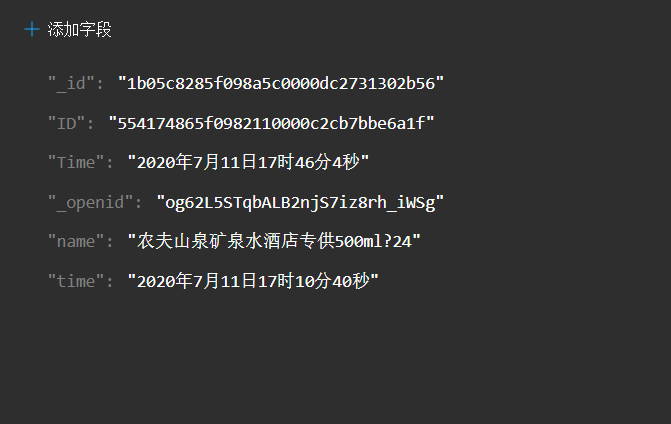 添加字段
"_id": "1b05c8285f098a5c0000dc2731302b56"
"ID": "554174865f0982110000c2cb7bbe6a1f"
"Time": "2020年7月11日17时46分4秒"
"_openid": "og62L5STqbALB2njS7iz8rh_iWSg"
"name": "农夫山泉矿泉水酒店专供500ml?24"
"time": "2020年7月11日17时10分40秒"